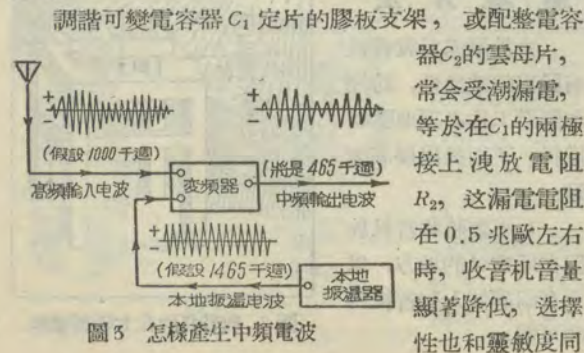 調諧可變電容器C₁定片的膠板支架，或配整電容
器C₂的雲母片，
常会受潮漏電，
等於在C₁的兩極
接上洩放電阻
R₂，这漏電電阻
在0.5兆歐左右
時，收音机音量
顯著降低，选擇
性也和靈敏度同
(假設1000千週)
高頻輸入电波
变頻器
(將是465千週)
中頻輸出电波
(假設1465千週)
本地振盪电波
本地
振盪器
圖3 怎樣產生中頻電波